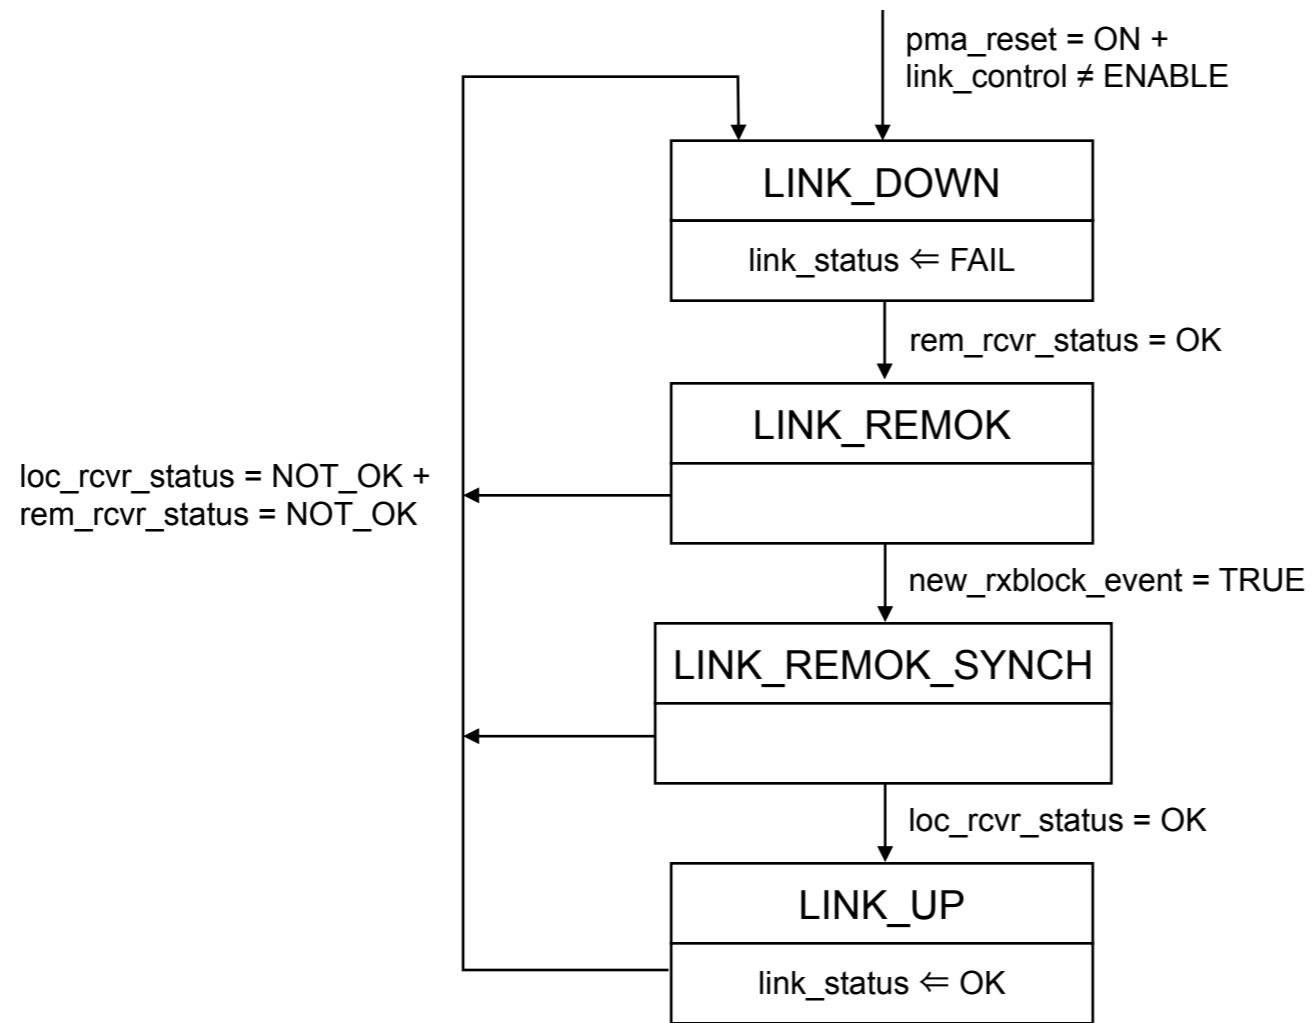 pma_reset = ON +
link_control ≠ ENABLE
LINK_DOWN
link_status ⇐ FAIL
rem_rcvr_status = OK
LINK_REMOK
loc_rcvr_status = NOT_OK +
rem_rcvr_status = NOT_OK
new_rxblock_event = TRUE
LINK_REMOK_SYNCH
loc_rcvr_status = OK
LINK_UP
link_status ⇐ OK